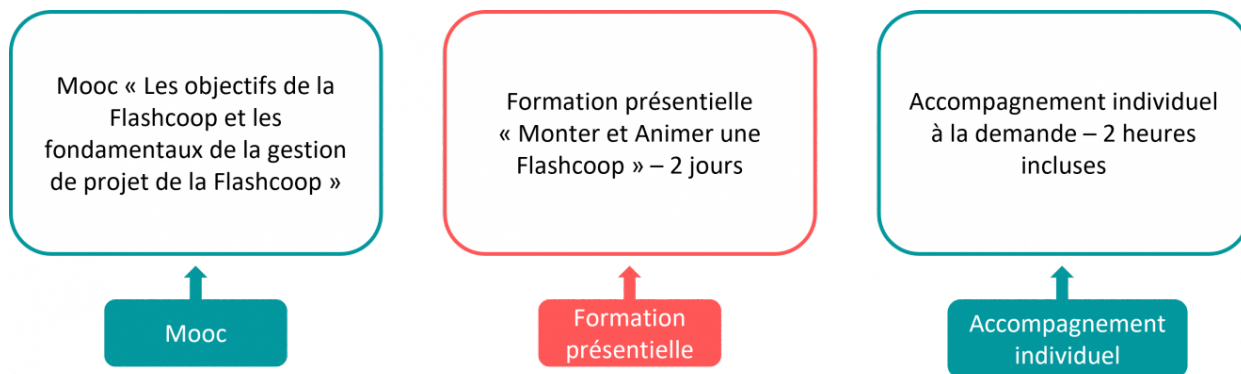 Mooc « Les objectifs de la
Flashcoop et les
fondamentaux de la gestion
de projet de la Flashcoop »
Mooc
Formation présentielle
« Monter et Animer une
Flashcoop » – 2 jours
Formation
présentielle
Accompagnement individuel
à la demande – 2 heures
incluses
Accompagnement
individuel